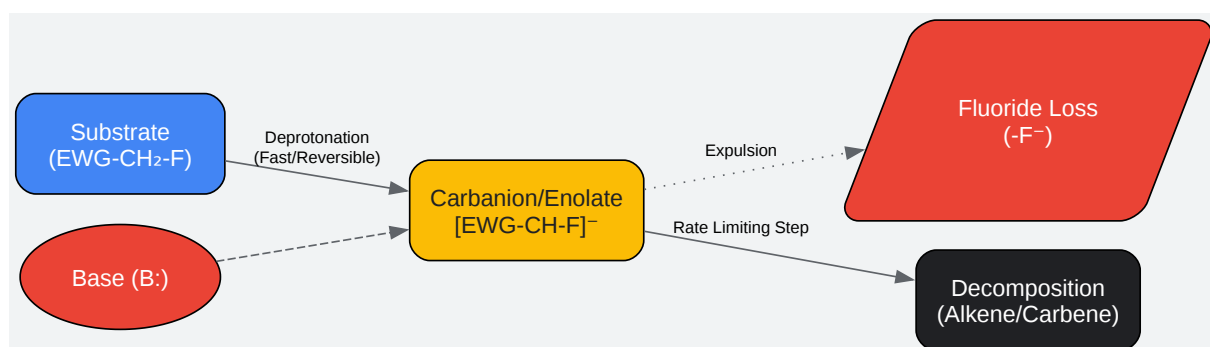 Substrate
(EWG-CH₂-F)
Deprotonation
(Fast/Reversible)
Base (B:)
Carbanion/Enolate
[EWG-CH-F]⁻
Expulsion
Rate Limiting Step
Fluoride Loss
(-F⁻)
Decomposition
(Alkene/Carbene)